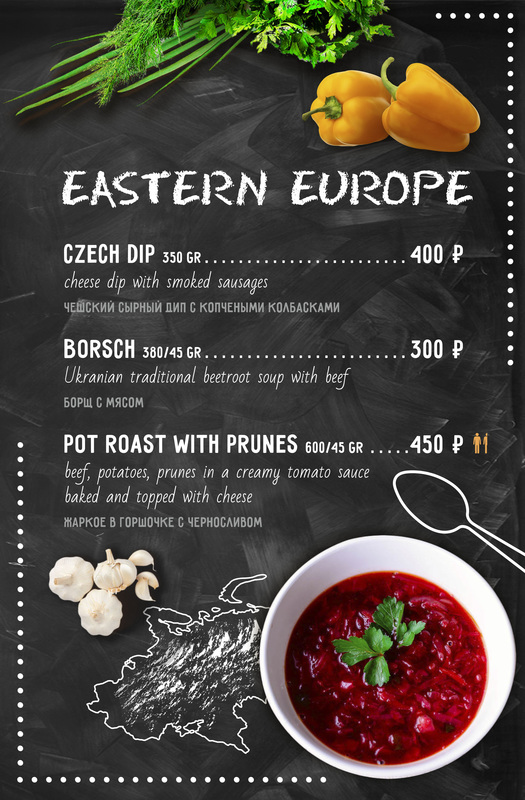 EASTERN EUROPE
CZECH DIP 350 GR......................400 ₽
cheese dip with smoked sausages
ЧЕШСКИЙ СЫРНЫЙ ДИП С КОПЧЕНЫМИ КОЛБАСКАМИ
BORSCH 380/45 GR......................300 ₽
Ukranian traditional beetroot soup with beef
БОРЩ С МЯСОМ
POT ROAST WITH PRUNES 600/45 GR .....450 ₽
beef, potatoes, prunes in a creamy tomato sauce
baked and topped with cheese
ЖАРКОЕ В ГОРШОЧКЕ С ЧЕРНОСЛИВОМ